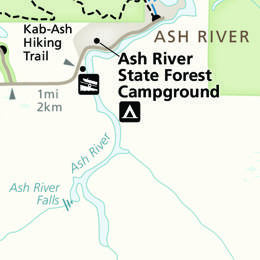 Kab-Ash
Hiking
Trail
ASH RIVER
Ash River
State Forest
Campground
1mi
2km
Ash River
Ash River
Falls